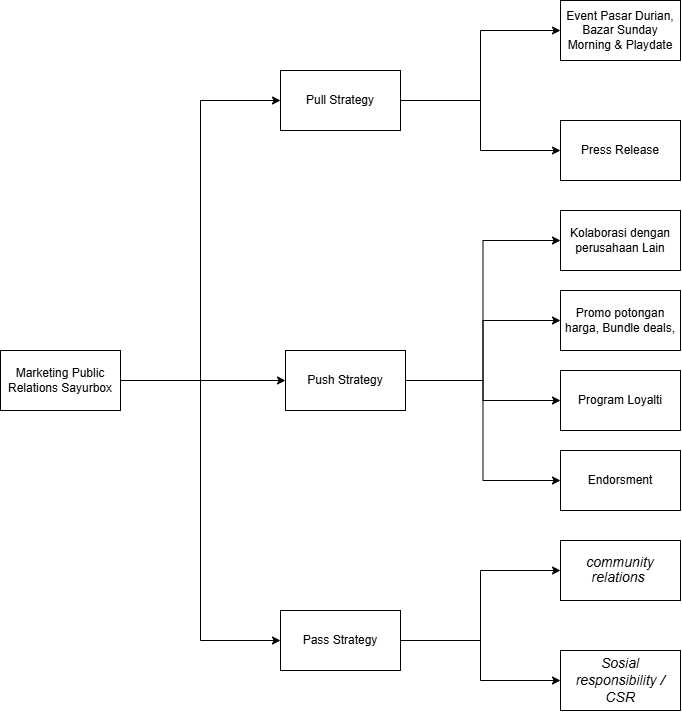 Event Pasar Durian,
Bazar Sunday
Morning & Playdate
Pull Strategy
Press Release
Kolaborasi dengan
perusahaan Lain
Promo potongan
harga, Bundle deals,
Marketing Public
Relations Sayurbox
Push Strategy
Program Loyalti
Endorsment
community
relations
Pass Strategy
Sosial
responsibility /
CSR